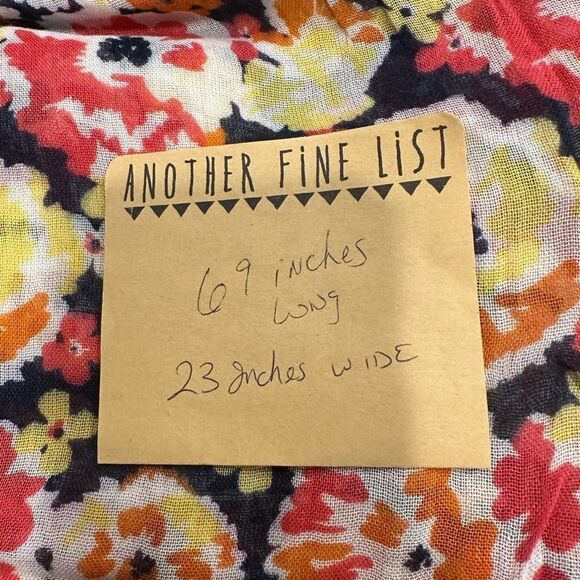 ANOTHER FiNE LiST
69 inches
Long
23 Inches WIDE